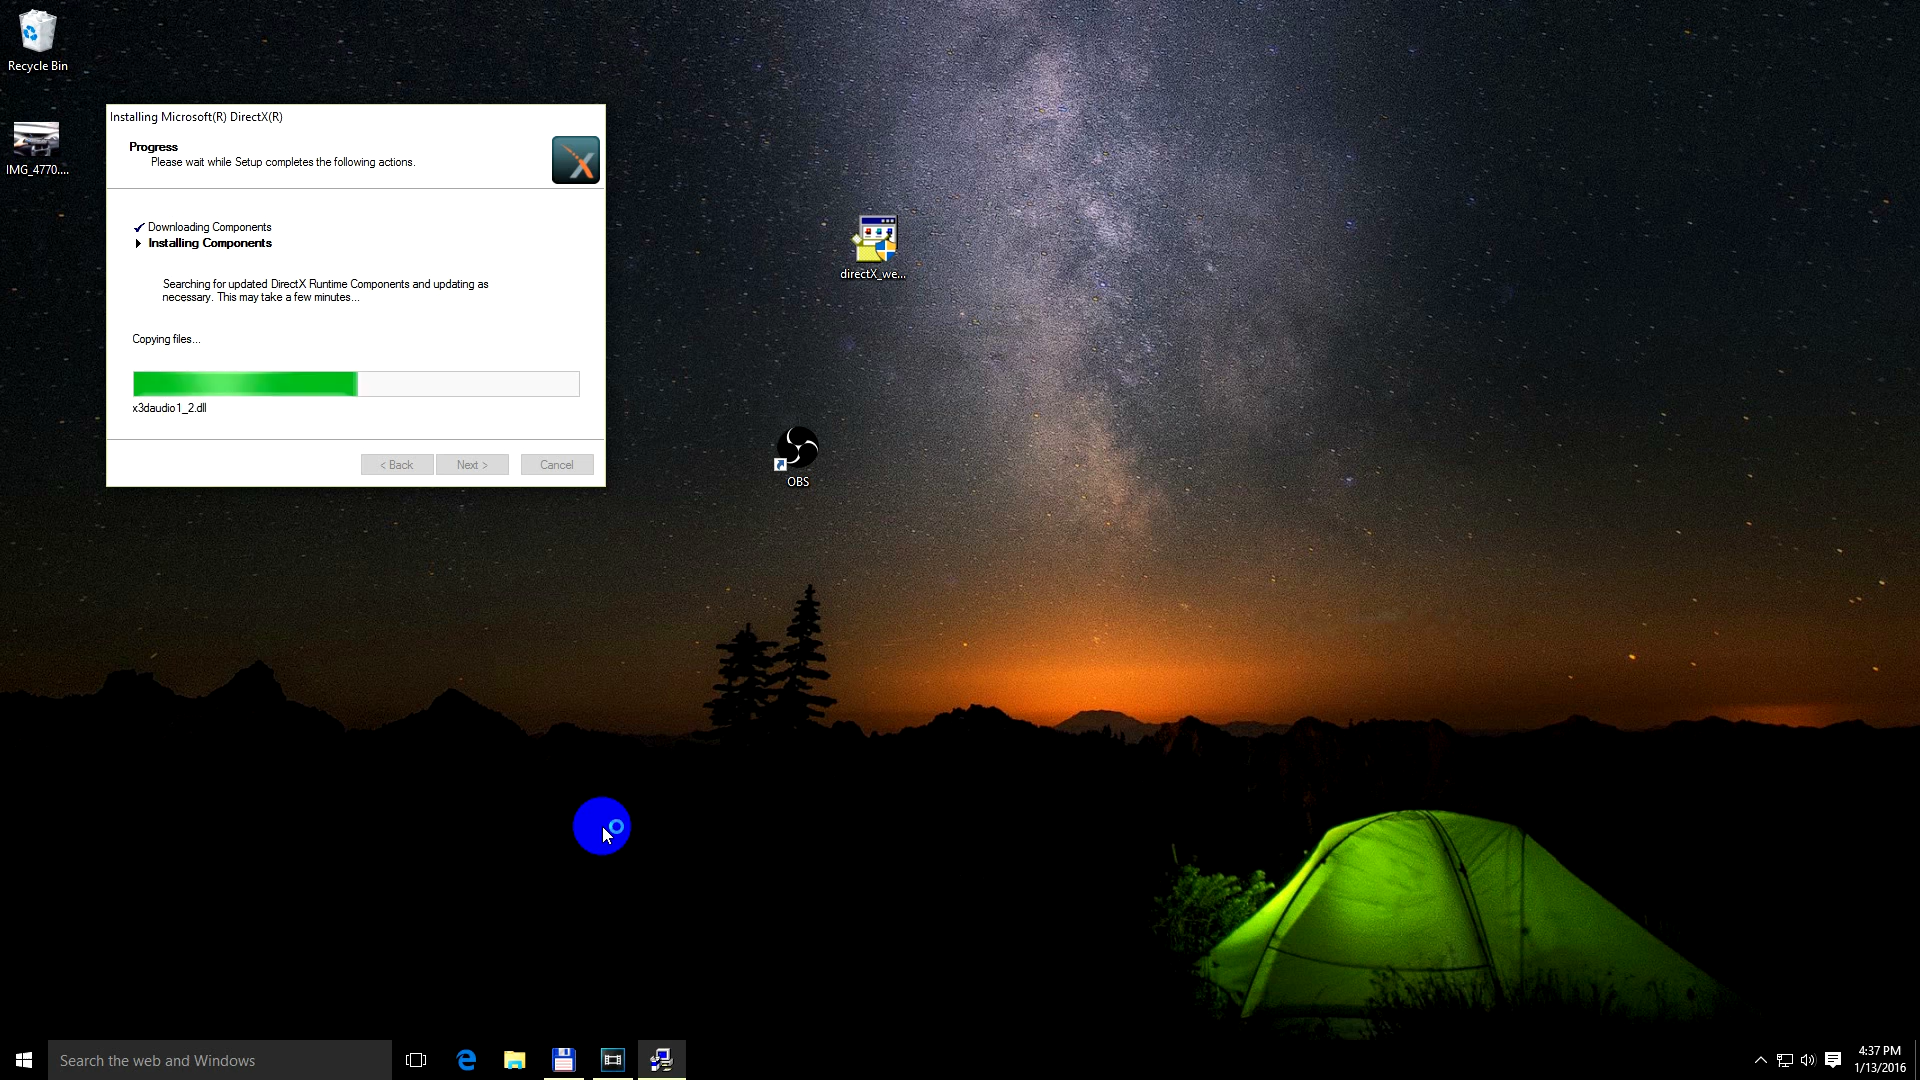 Recycle Bin
IMG_4770....
Installing Microsoft(R) DirectX(R)
Progress
Please wait while Setup completes the following actions.
Downloading Components
Installing Components
Searching for updated DirectX Runtime Components and updating as
necessary. This may take a few minutes...
Copying files...
x3daudio1_2.dll
< Back
Next >
Cancel
directX_we...
OBS
Search the web and Windows
4:37 PM
1/13/2016